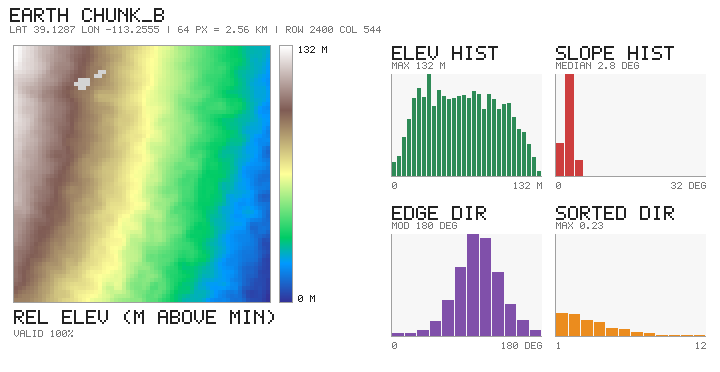 EARTH CHUNK_B
LAT 39.1287 LON -113.2555 | 64 PX = 2.56 KM | ROW 2400 COL 544
132 M
0 M
REL ELEV (M ABOVE MIN)
VALID 100%
ELEV HIST
MAX 132 M
0 132 M
SLOPE HIST
MEDIAN 2.8 DEG
0 32 DEG
EDGE DIR
MOD 180 DEG
0 180 DEG
SORTED DIR
MAX 0.23
1 12